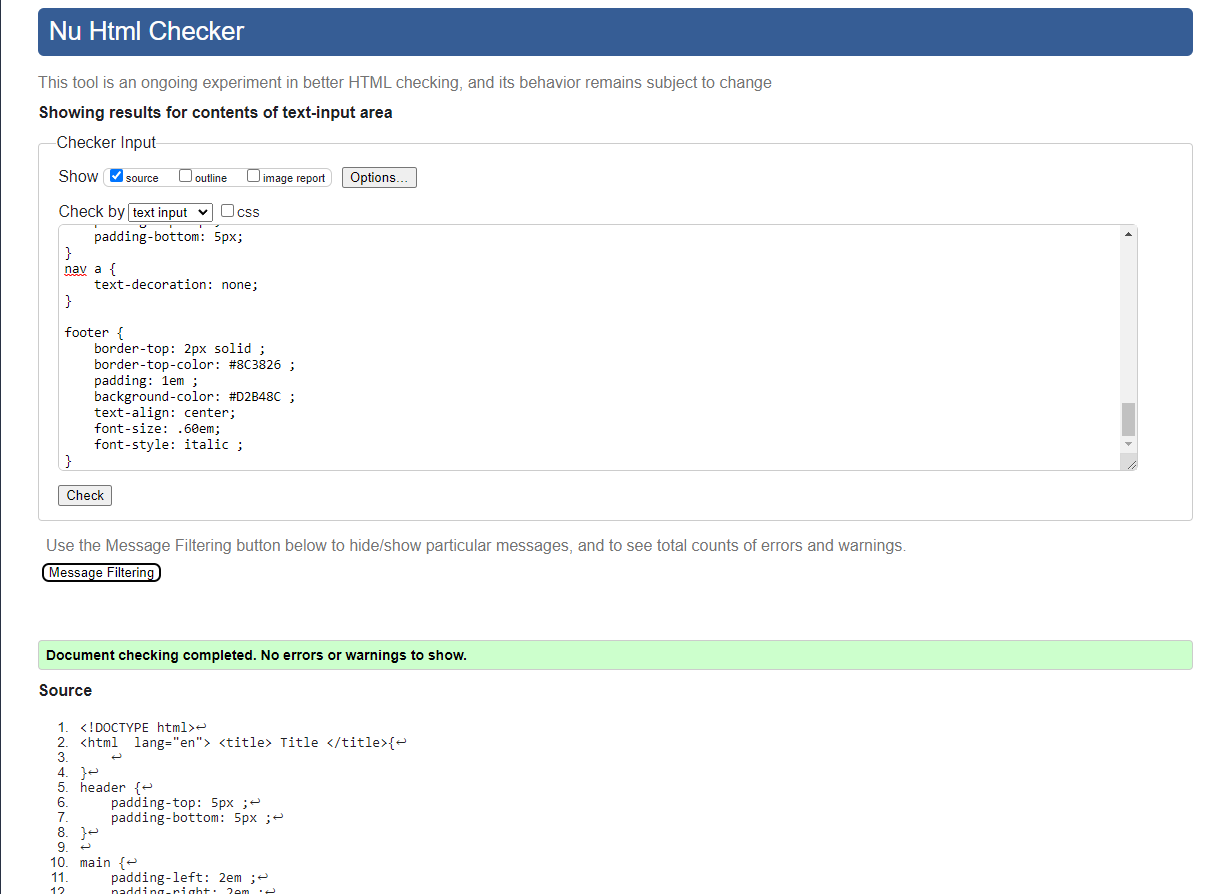 Nu Html Checker
This tool is an ongoing experiment in better HTML checking, and its behavior remains subject to change
Showing results for contents of text-input area
Checker Input
Show source outline image report Options...
Check by text input css
padding-bottom: 5px;
}
nav a {
text-decoration: none;
}
footer {
border-top: 2px solid ;
border-top-color: #8C3826 ;
padding: 1em ;
background-color: #D2B48C ;
text-align: center;
font-size: .60em;
font-style: italic ;
}
Check
Use the Message Filtering button below to hide/show particular messages, and to see total counts of errors and warnings.
Message Filtering
Document checking completed. No errors or warnings to show.
Source
1. <!DOCTYPE html>↩
2. <html  lang="en"> <title> Title </title>{↩
3. ↩
4. }↩
5. header {↩
6. padding-top: 5px ;↩
7. padding-bottom: 5px ;↩
8. }↩
9. ↩
10. main {↩
11. padding-left: 2em ;↩
12. padding-right: 2em ;↩